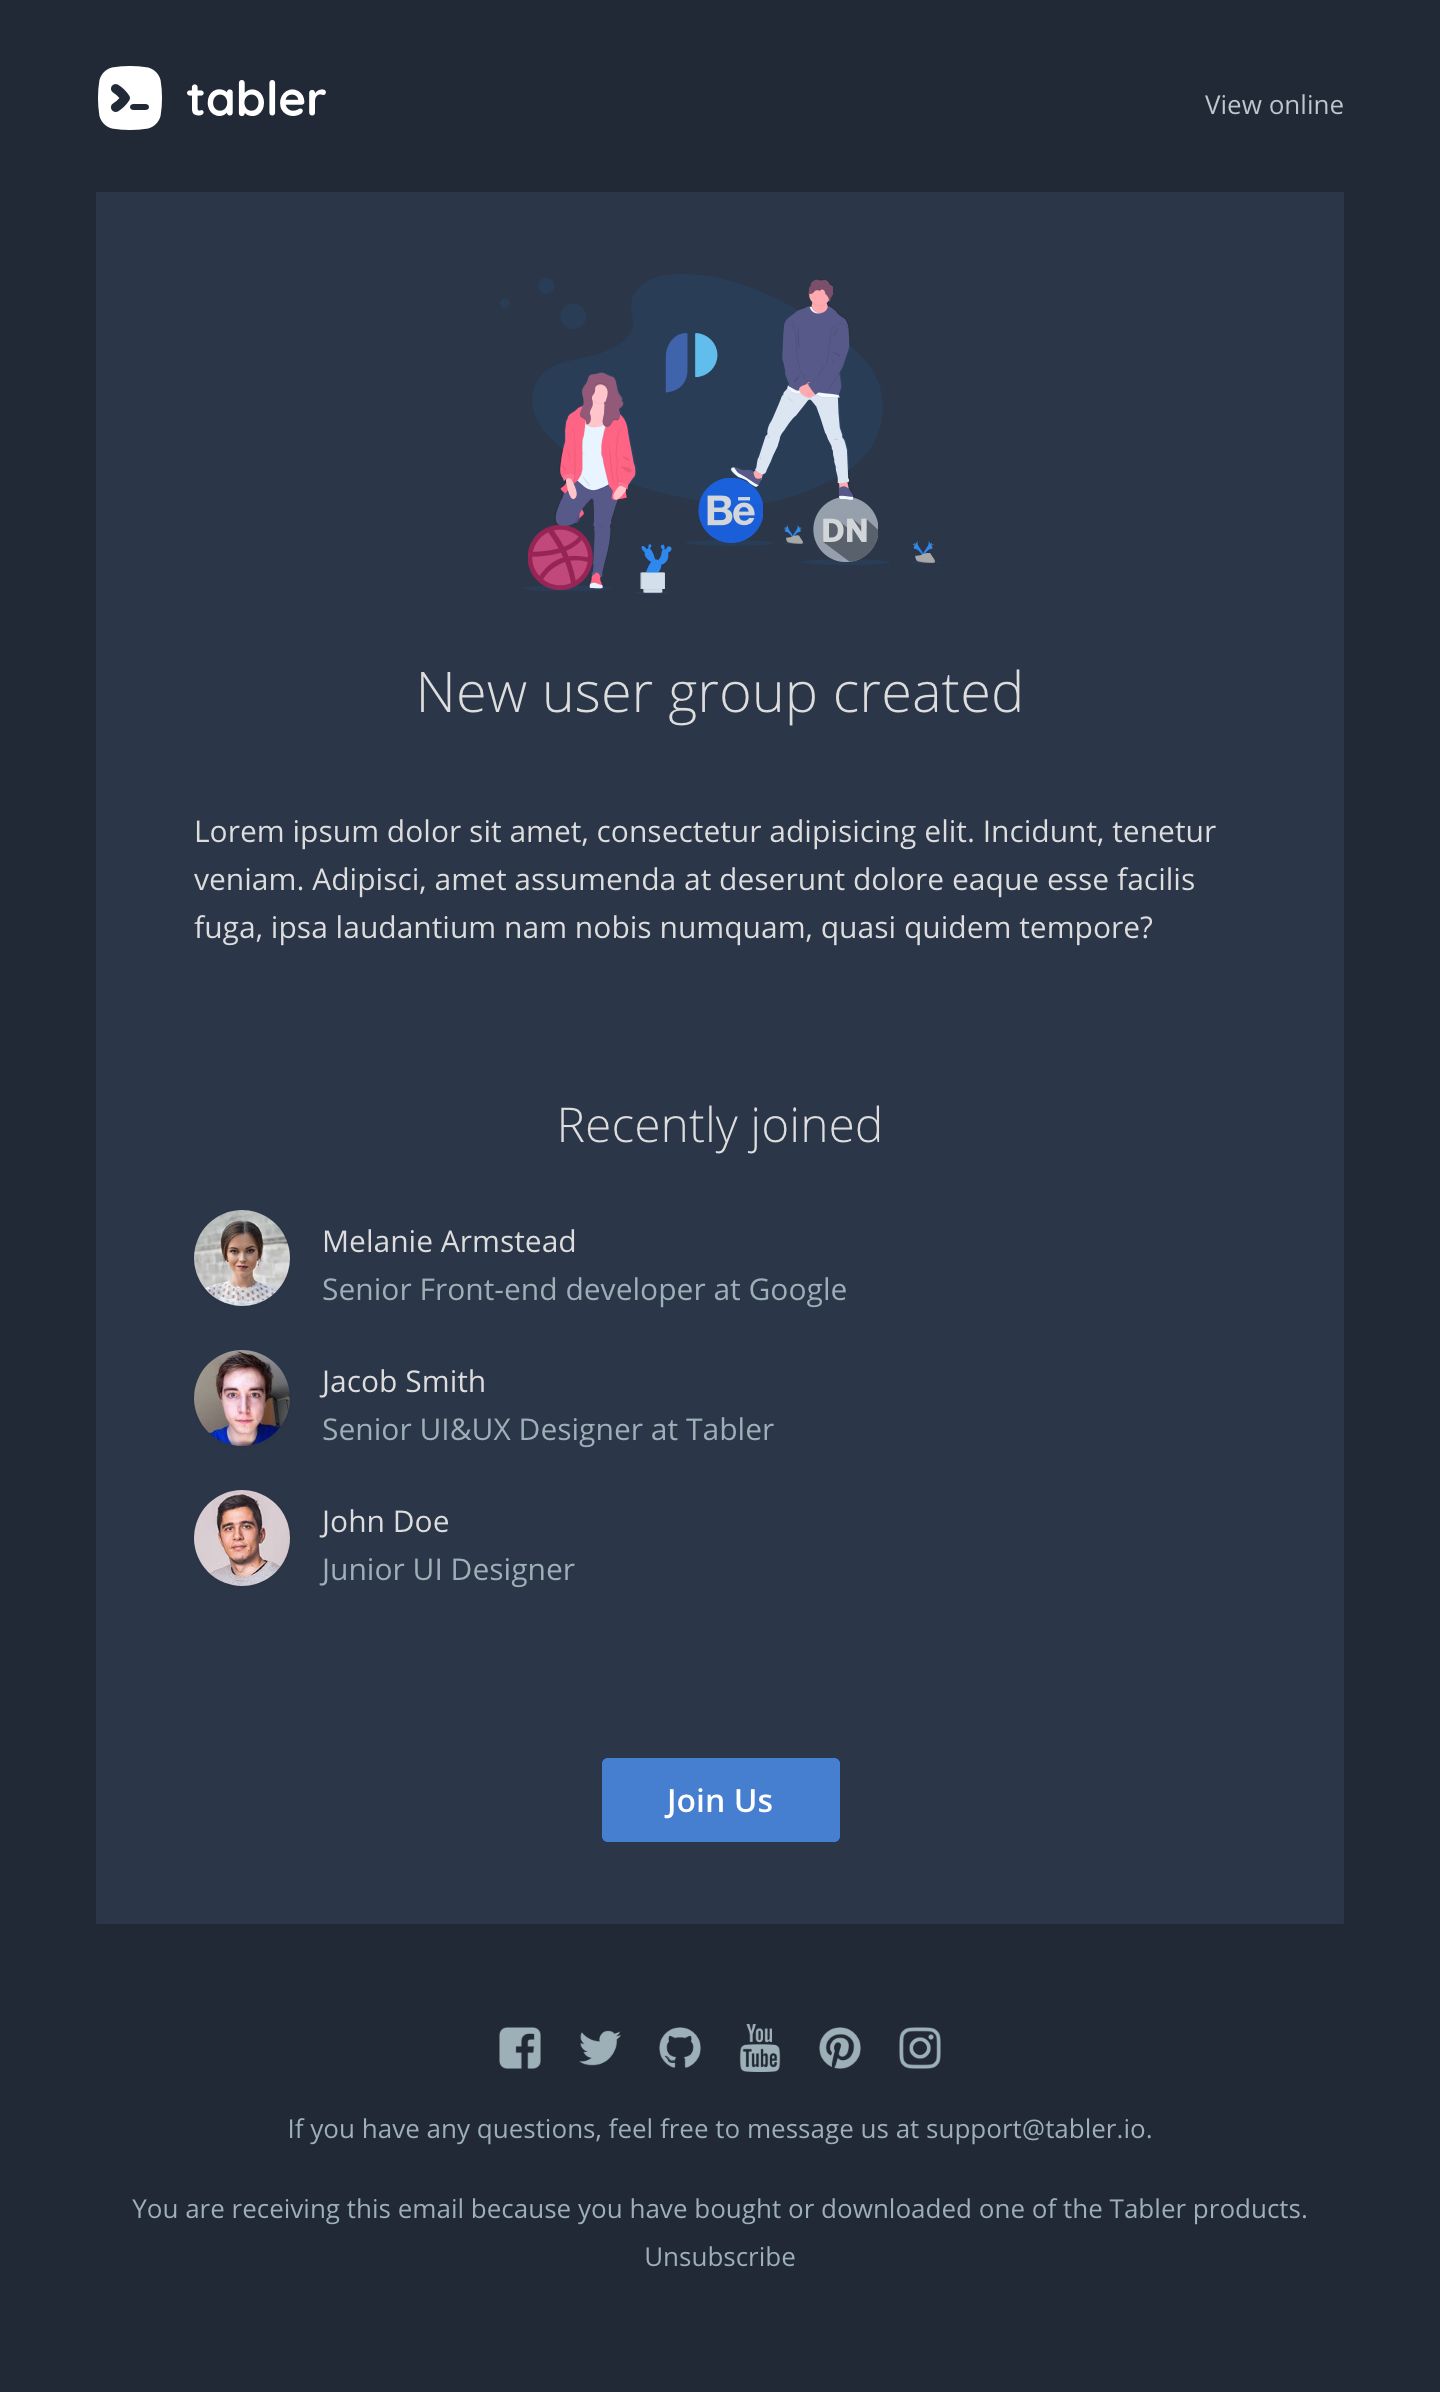 tabler
View online
Bē
DN
New user group created
Lorem ipsum dolor sit amet, consectetur adipisicing elit. Incidunt, tenetur
veniam. Adipisci, amet assumenda at deserunt dolore eaque esse facilis
fuga, ipsa laudantium nam nobis numquam, quasi quidem tempore?
Recently joined
Melanie Armstead
Senior Front-end developer at Google
Jacob Smith
Senior UI&UX Designer at Tabler
John Doe
Junior UI Designer
Join Us
You
Tube
If you have any questions, feel free to message us at support@tabler.io.
You are receiving this email because you have bought or downloaded one of the Tabler products.
Unsubscribe